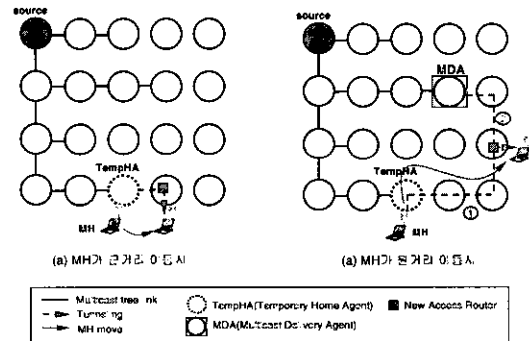 source
source
MDA
②
TempHA
TempHA
MH
①
MH
(a) MH가 근거리 이동시
(a) MH가 원거리 이동시
Multicast tree link
Tunneling
MH move
TempHA(Temporary Home Agent)
MDA(Multicast Delivery Agent)
New Access Router